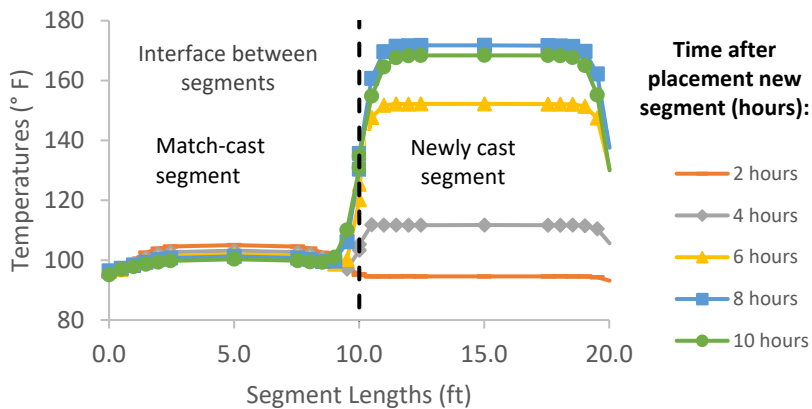 180
160
140
120
100
80
Temperatures (° F)
Interface between
segments
Match-cast
segment
Newly cast
segment
0.0
5.0
10.0
15.0
20.0
Segment Lengths (ft)
Time after
placement new
segment (hours):
2 hours
4 hours
6 hours
8 hours
10 hours